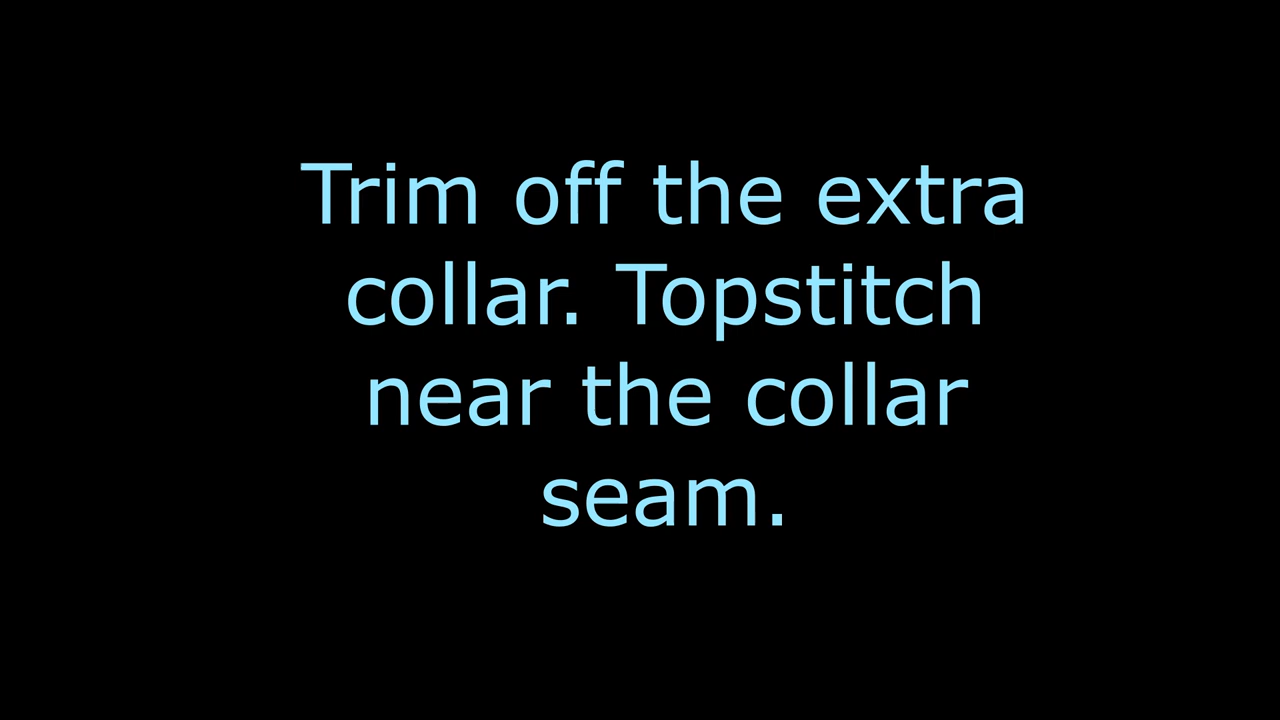 Trim off the extra
collar. Topstitch
near the collar
seam.